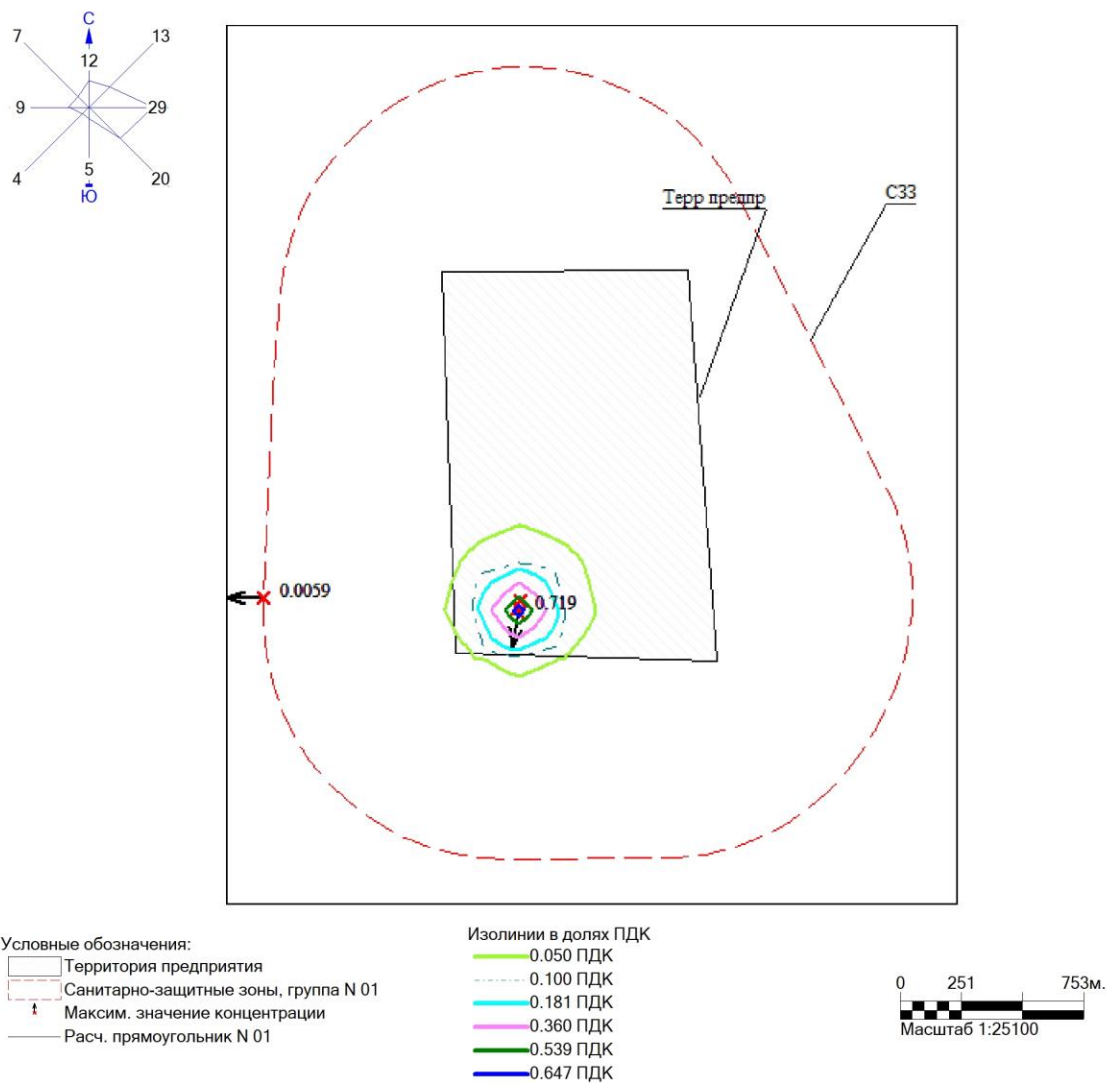 С
7
13
12
9
29
5
4
20
Ю
Терр предпр
СЗЗ
0.0059
0.719
Условные обозначения:
Территория предприятия
Санитарно-защитные зоны, группа N 01
Максим. значение концентрации
Расч. прямоугольник N 01
Изолинии в долях ПДК
0.050 ПДК
0.100 ПДК
0.181 ПДК
0.360 ПДК
0.539 ПДК
0.647 ПДК
0 251 753м.
Масштаб 1:25100